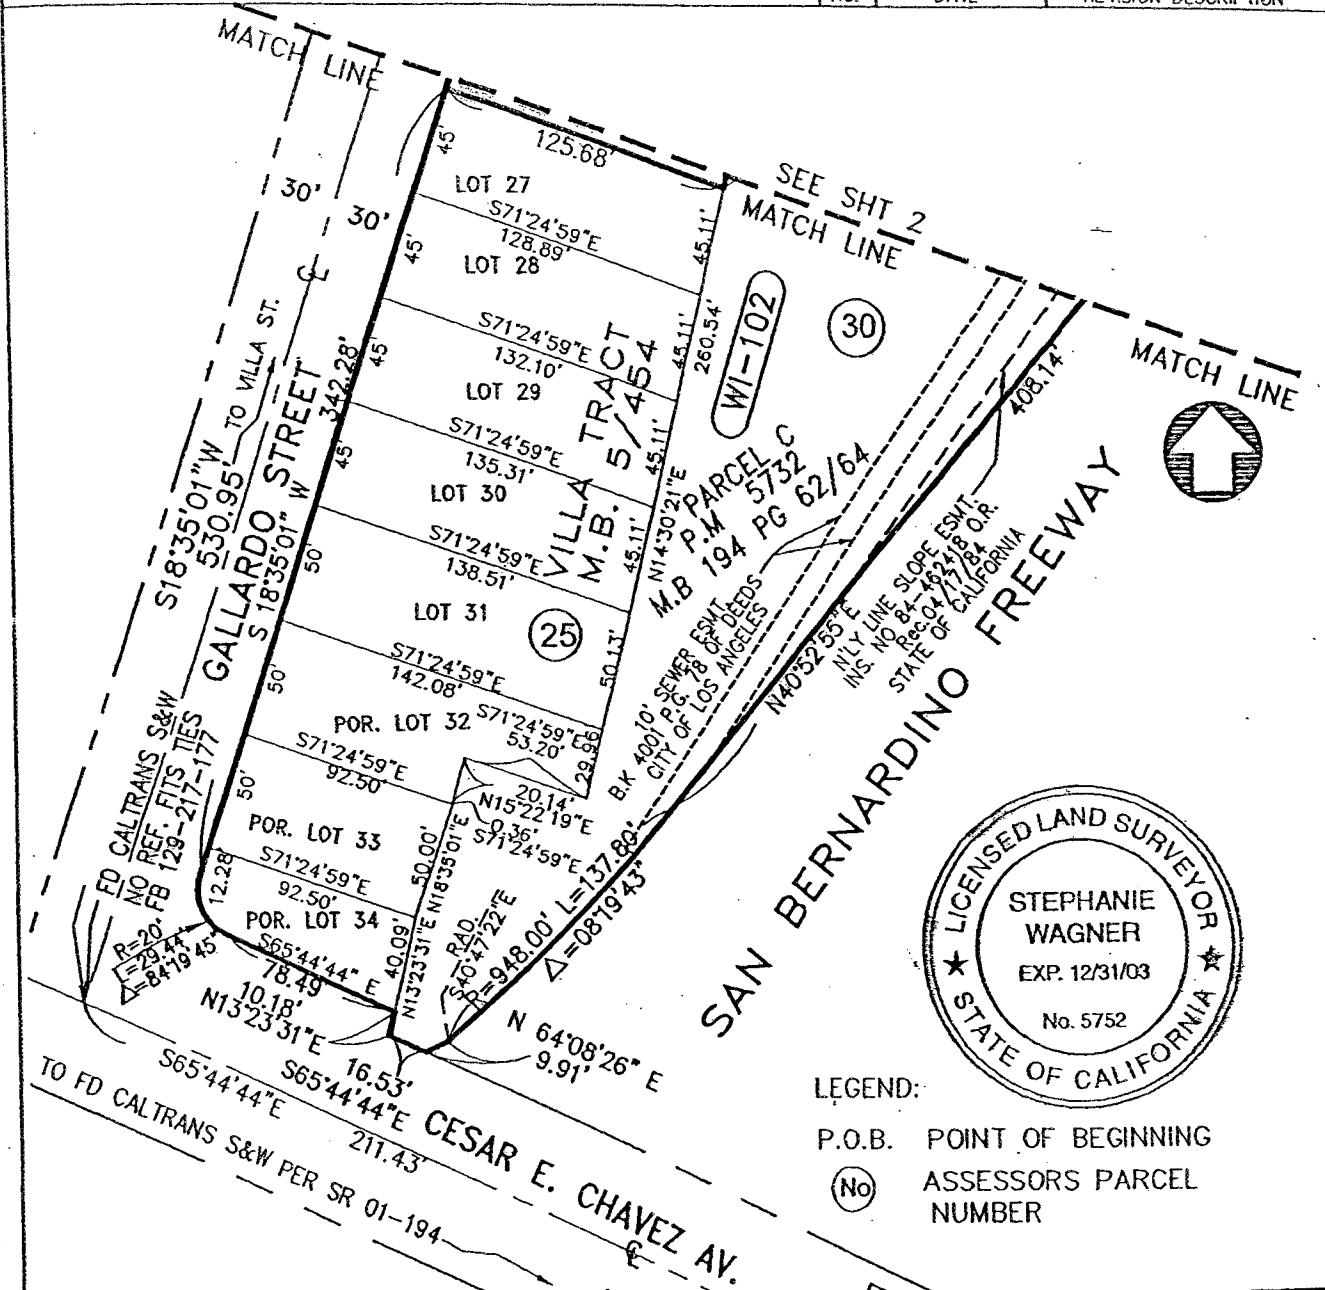 MATCH LINE
SEE SHT 2
MATCH LINE
MATCH LINE
30'
30'
℄
45'
125.68'
LOT 27
S71°24'59"E
128.89'
45.11'
45'
LOT 28
S71°24'59"E
132.10'
45.11'
260.54'
45'
LOT 29
S71°24'59"E
135.31'
45.11'
45'
LOT 30
S71°24'59"E
138.51'
45.11'
N14°30'21"E
50'
LOT 31
S71°24'59"E
142.08'
50.13'
50'
POR. LOT 32
S71°24'59"E
53.20'
29.96
S71°24'59"E
92.50'
20.14'
N15°22'19"E
0.36'
S71°24'59"E
50'
POR. LOT 33
50.00'
N18°35'01"E
S71°24'59"E
92.50'
12.28'
POR. LOT 34
40.09'
N13°23'31"E
VILLA TRACT
M.B. 5/454
25
WI-102
30
PARCEL C
P.M 5732
M.B 194 PG 62/64
S18°35'01"W
530.95' TO VILLA ST.
GALLARDO STREET
S 18°35'01" W
342.28'
FD CALTRANS S&W
NO REF. FITS TIES
FB 129-217-177
R=20'
L=29.44'
Δ=84°19'45"
S65°44'44" E
78.49'
10.18'
N13°23'31"E
16.53'
S65°44'44"E
RAD.
S40°47'22"E
R=948.00' L=137.80'
Δ=08°19'43"
N 64°08'26" E
9.91'
10' SEWER ESMT.
B.K 4001 P.G. 78 OF DEEDS
CITY OF LOS ANGELES
N40°52'55"E
408.14'
N'LY LINE SLOPE ESMT.
INS. NO. 84-462418 O.R.
Rec.04/17/84
STATE OF CALIFORNIA
SAN BERNARDINO FREEWAY
S65°44'44"E
211.43'
CESAR E. CHAVEZ AV.
℄
TO FD CALTRANS S&W PER SR 01-194
LICENSED LAND SURVEYOR
STEPHANIE
WAGNER
EXP. 12/31/03
No. 5752
STATE OF CALIFORNIA
LEGEND:
P.O.B. POINT OF BEGINNING
No ASSESSORS PARCEL
NUMBER